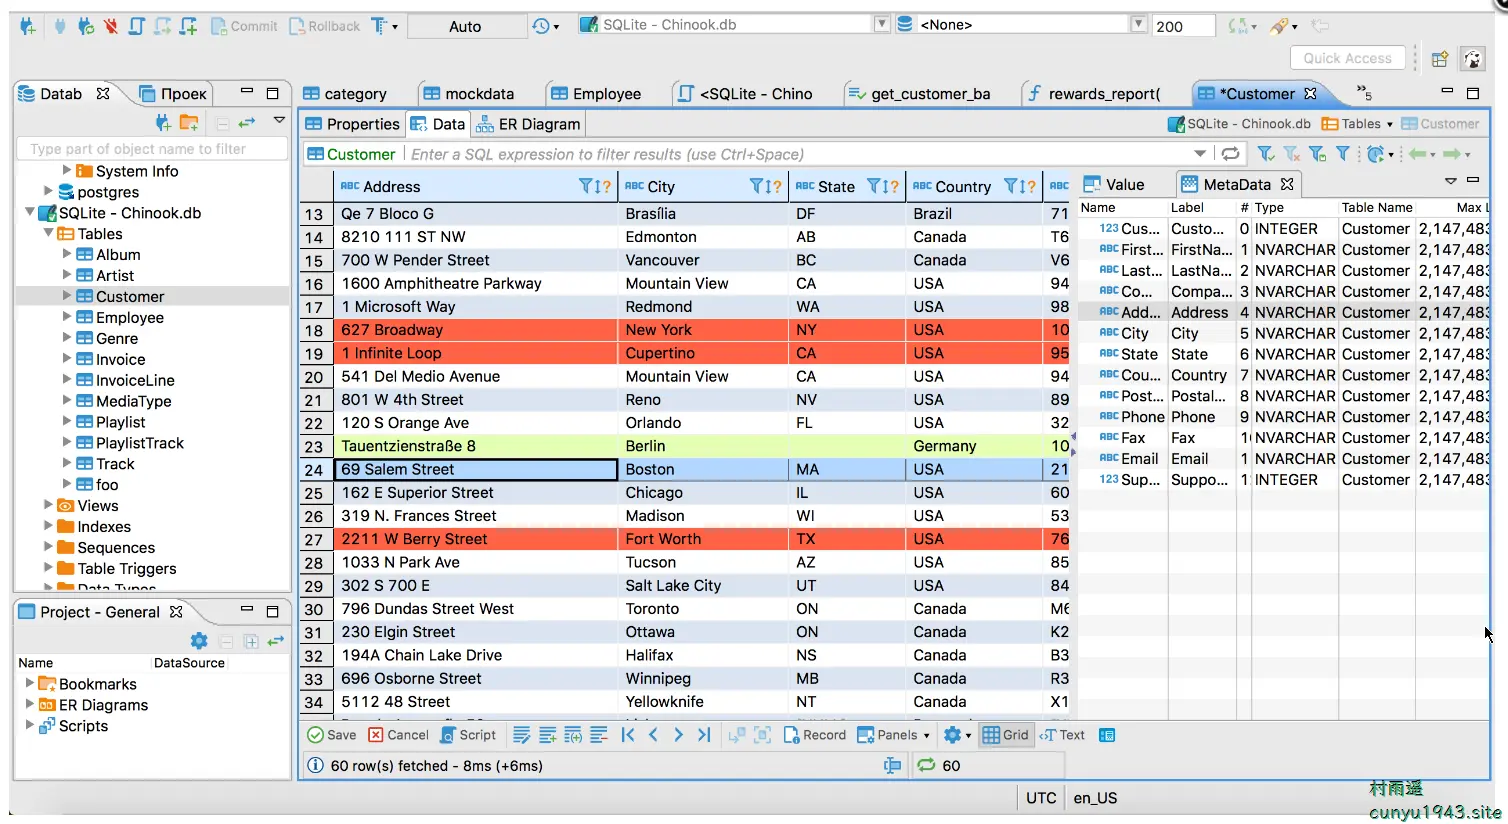 Commit Rollback Auto SQLite - Chinook.db <None> 200
Quick Access
Datab Проек
category mockdata Employee <SQLite - Chino get_customer_ba rewards_report( *Customer 5
Properties Data ER Diagram SQLite - Chinook.db Tables Customer
Type part of object name to filter
Customer Enter a SQL expression to filter results (use Ctrl+Space)
System Info
postgres
SQLite - Chinook.db
Tables
Album
Artist
Customer
Employee
Genre
Invoice
InvoiceLine
MediaType
Playlist
PlaylistTrack
Track
foo
Views
Indexes
Sequences
Table Triggers
Data Types
Project - General
Name DataSource
Bookmarks
ER Diagrams
Scripts
ABC Address ABC City ABC State ABC Country ABC
13 Qe 7 Bloco G Brasília DF Brazil 71
14 8210 111 ST NW Edmonton AB Canada T6
15 700 W Pender Street Vancouver BC Canada V6
16 1600 Amphitheatre Parkway Mountain View CA USA 94
17 1 Microsoft Way Redmond WA USA 98
18 627 Broadway New York NY USA 10
19 1 Infinite Loop Cupertino CA USA 95
20 541 Del Medio Avenue Mountain View CA USA 94
21 801 W 4th Street Reno NV USA 89
22 120 S Orange Ave Orlando FL USA 32
23 Tauentzienstraße 8 Berlin Germany 10
24 69 Salem Street Boston MA USA 21
25 162 E Superior Street Chicago IL USA 60
26 319 N. Frances Street Madison WI USA 53
27 2211 W Berry Street Fort Worth TX USA 76
28 1033 N Park Ave Tucson AZ USA 85
29 302 S 700 E Salt Lake City UT USA 84
30 796 Dundas Street West Toronto ON Canada M6
31 230 Elgin Street Ottawa ON Canada K2
32 194A Chain Lake Drive Halifax NS Canada B3
33 696 Osborne Street Winnipeg MB Canada R3
34 5112 48 Street Yellowknife NT Canada X1
Value MetaData
Name Label # Type Table Name Max L
123 Cus... Custo... 0 INTEGER Customer 2,147,483
ABC First... FirstNa... 1 NVARCHAR Customer 2,147,483
ABC Last... LastNa... 2 NVARCHAR Customer 2,147,483
ABC Co... Compa... 3 NVARCHAR Customer 2,147,483
ABC Add... Address 4 NVARCHAR Customer 2,147,483
ABC City City 5 NVARCHAR Customer 2,147,483
ABC State State 6 NVARCHAR Customer 2,147,483
ABC Cou... Country 7 NVARCHAR Customer 2,147,483
ABC Post... Postal... 8 NVARCHAR Customer 2,147,483
ABC Phone Phone 9 NVARCHAR Customer 2,147,483
ABC Fax Fax 1 NVARCHAR Customer 2,147,483
ABC Email Email 1 NVARCHAR Customer 2,147,483
123 Sup... Suppo... 1 INTEGER Customer 2,147,483
Save Cancel Script Record Panels Grid Text
60 row(s) fetched - 8ms (+6ms) 60
UTC en_US
村雨遥
cunyu1943.site